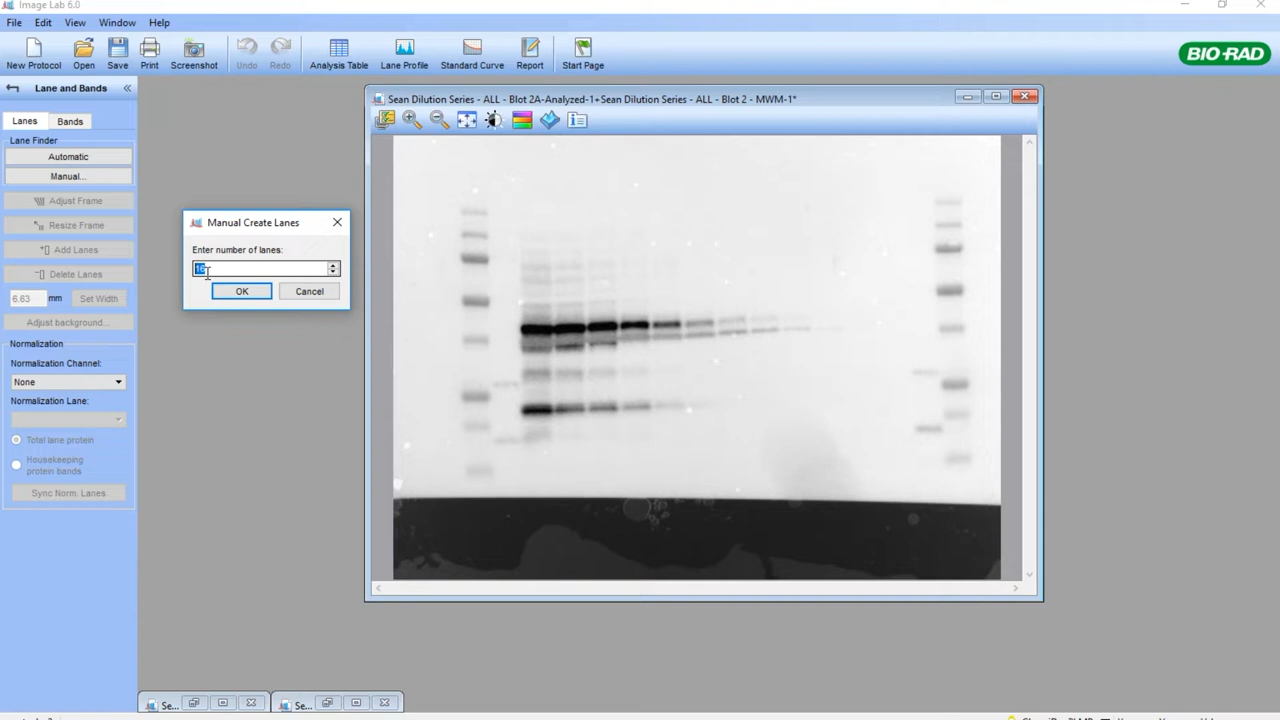 Image Lab 6.0
File Edit View Window Help
New Protocol Open Save Print Screenshot Undo Redo Analysis Table Lane Profile Standard Curve Report Start Page
BIO-RAD
Lane and Bands
Lanes Bands
Lane Finder
Automatic
Manual...
Adjust Frame
Resize Frame
Add Lanes
Delete Lanes
6.63 mm Set Width
Adjust background...
Normalization
Normalization Channel:
None
Normalization Lane:
Total lane protein
Housekeeping
protein bands
Sync Norm. Lanes
Manual Create Lanes
Enter number of lanes:
OK Cancel
Sean Dilution Series - ALL - Blot 2A-Analyzed-1+Sean Dilution Series - ALL - Blot 2 - MWM-1*
Se... Se...